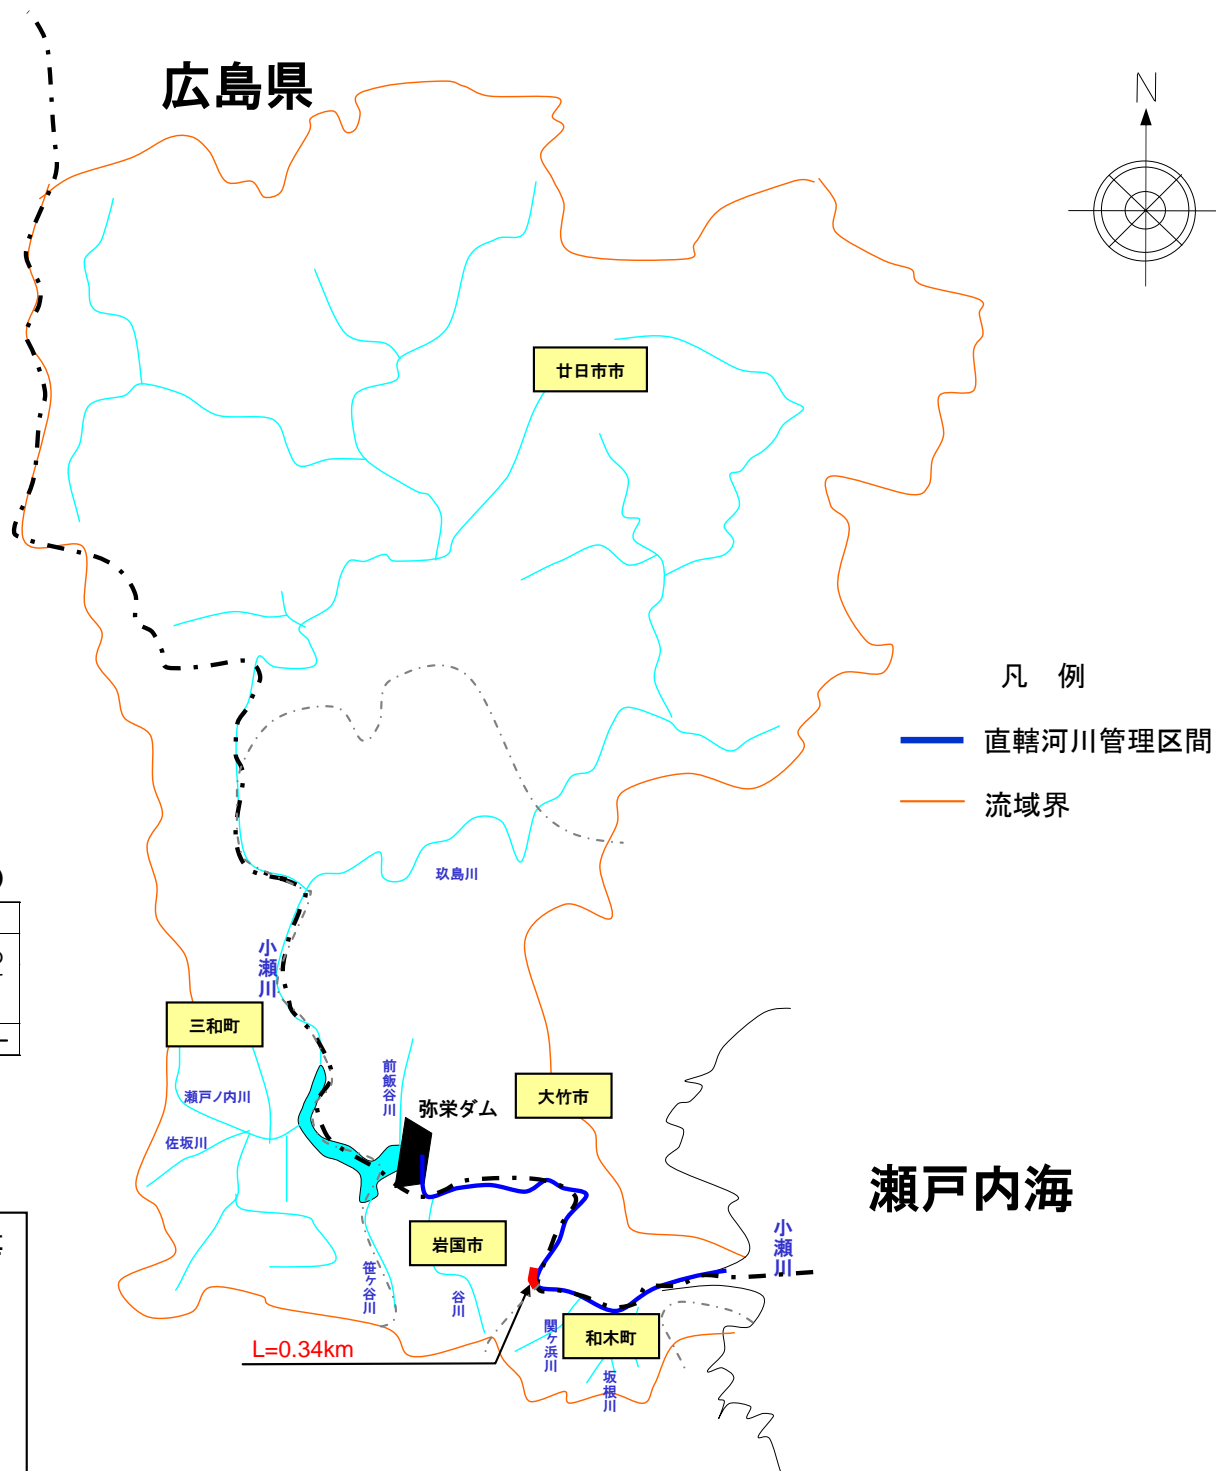 広島県
N
廿日市市
凡 例
直轄河川管理区間
流域界
玖島川
小瀬川
三和町
前飯谷川
瀬戸ノ内川
弥栄ダム
大竹市
佐坂川
瀬戸内海
岩国市
小瀬川
笹ヶ谷川
谷川
関ヶ浜川
和木町
L=0.34km
坂根川